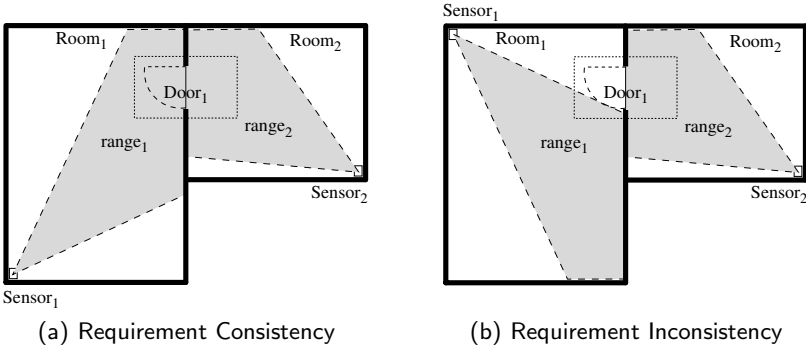 Room₁
Room₂
Door₁
range₁
range₂
Sensor₂
Sensor₁
(a) Requirement Consistency
Sensor₁
Room₁
Room₂
Door₁
range₁
range₂
Sensor₂
(b) Requirement Inconsistency